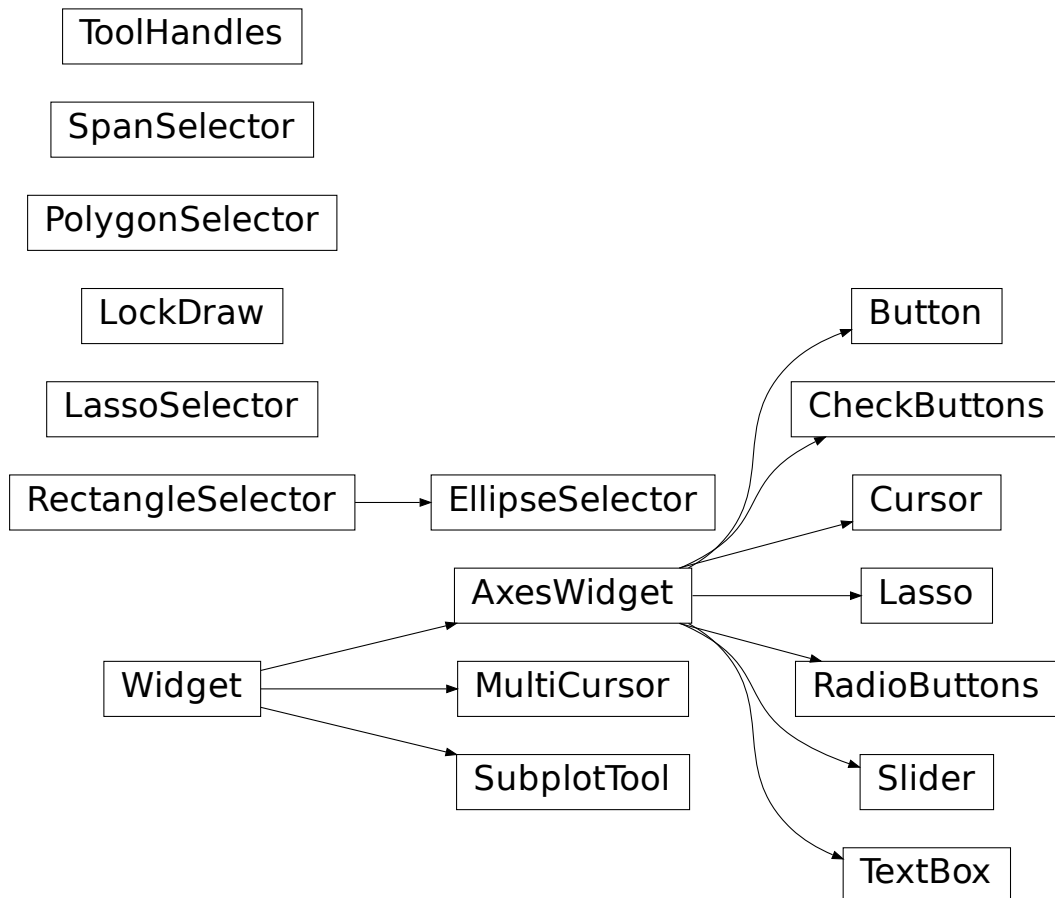 ToolHandles
SpanSelector
PolygonSelector
LockDraw
Button
LassoSelector
CheckButtons
RectangleSelector
EllipseSelector
Cursor
AxesWidget
Lasso
Widget
MultiCursor
RadioButtons
SubplotTool
Slider
TextBox